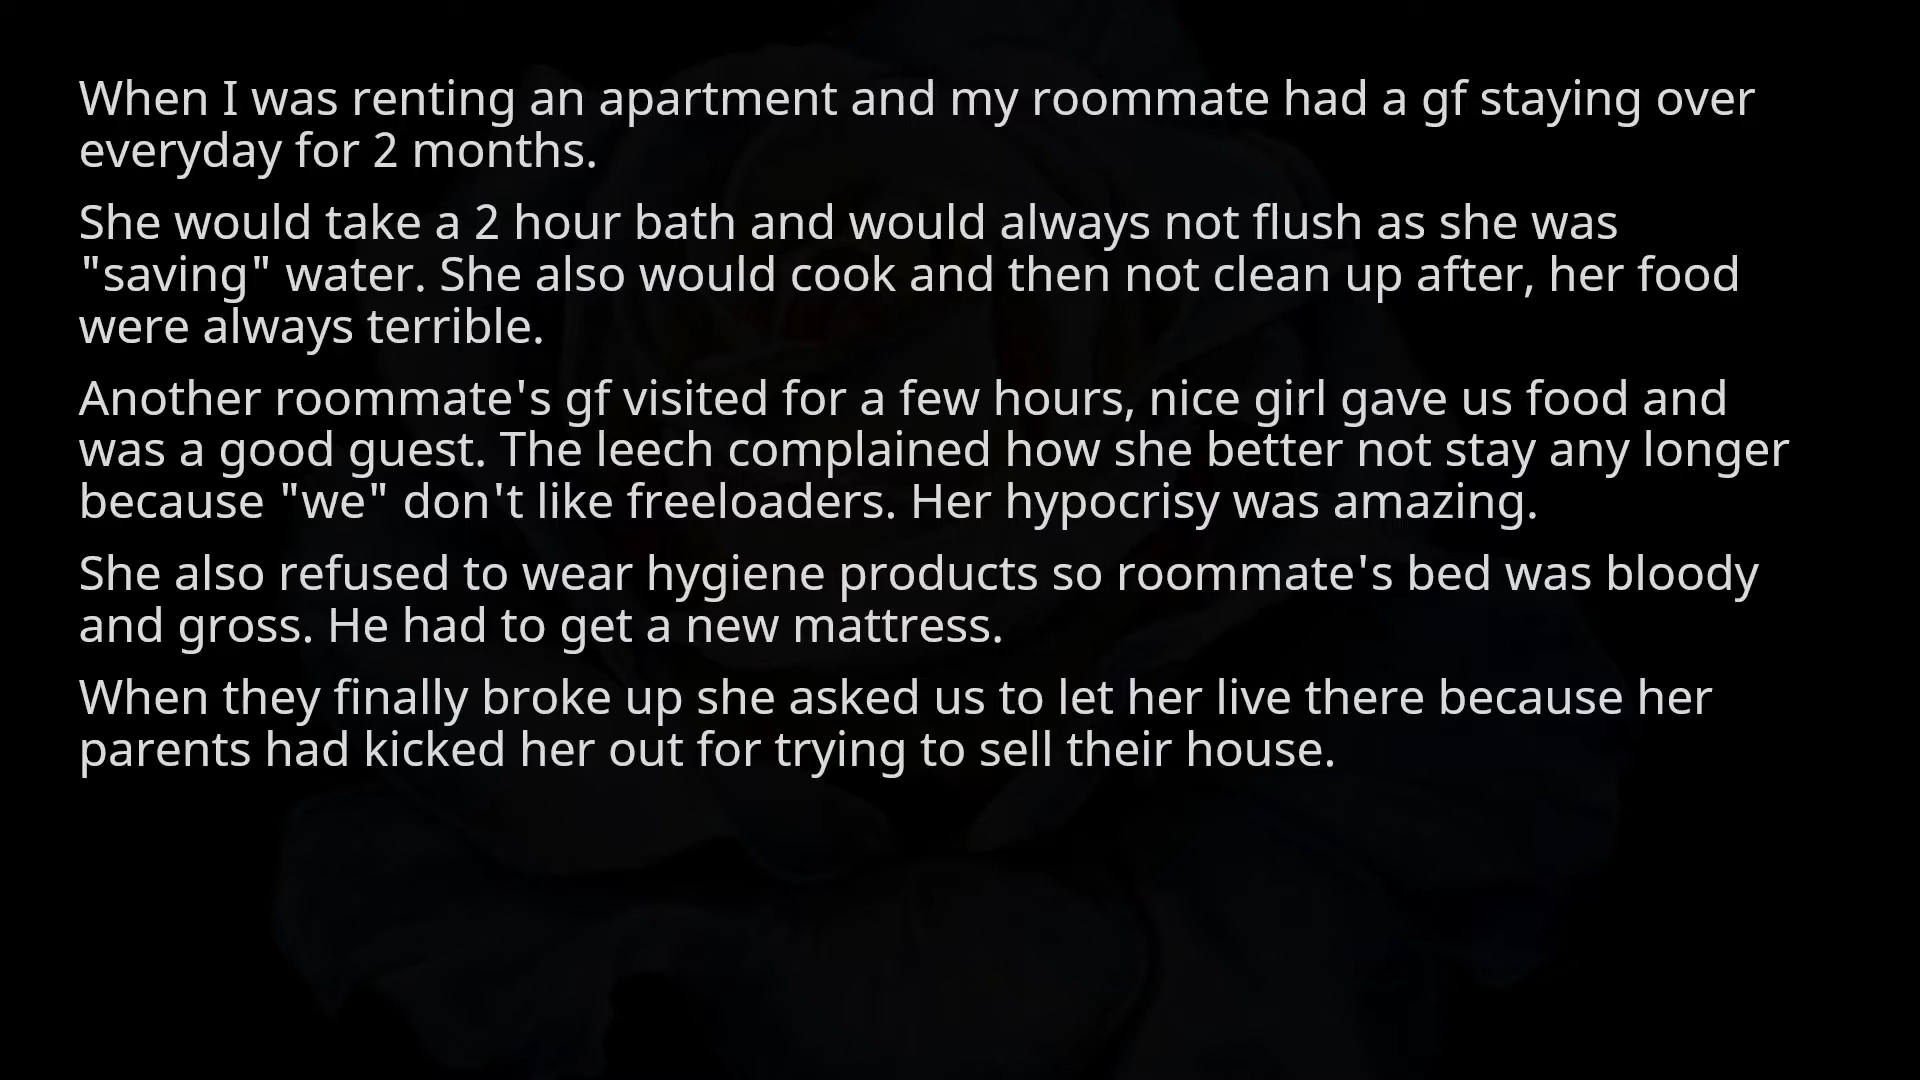 When I was renting an apartment and my roommate had a gf staying over
everyday for 2 months.
She would take a 2 hour bath and would always not flush as she was
"saving" water. She also would cook and then not clean up after, her food
were always terrible.
Another roommate's gf visited for a few hours, nice girl gave us food and
was a good guest. The leech complained how she better not stay any longer
because "we" don't like freeloaders. Her hypocrisy was amazing.
She also refused to wear hygiene products so roommate's bed was bloody
and gross. He had to get a new mattress.
When they finally broke up she asked us to let her live there because her
parents had kicked her out for trying to sell their house.